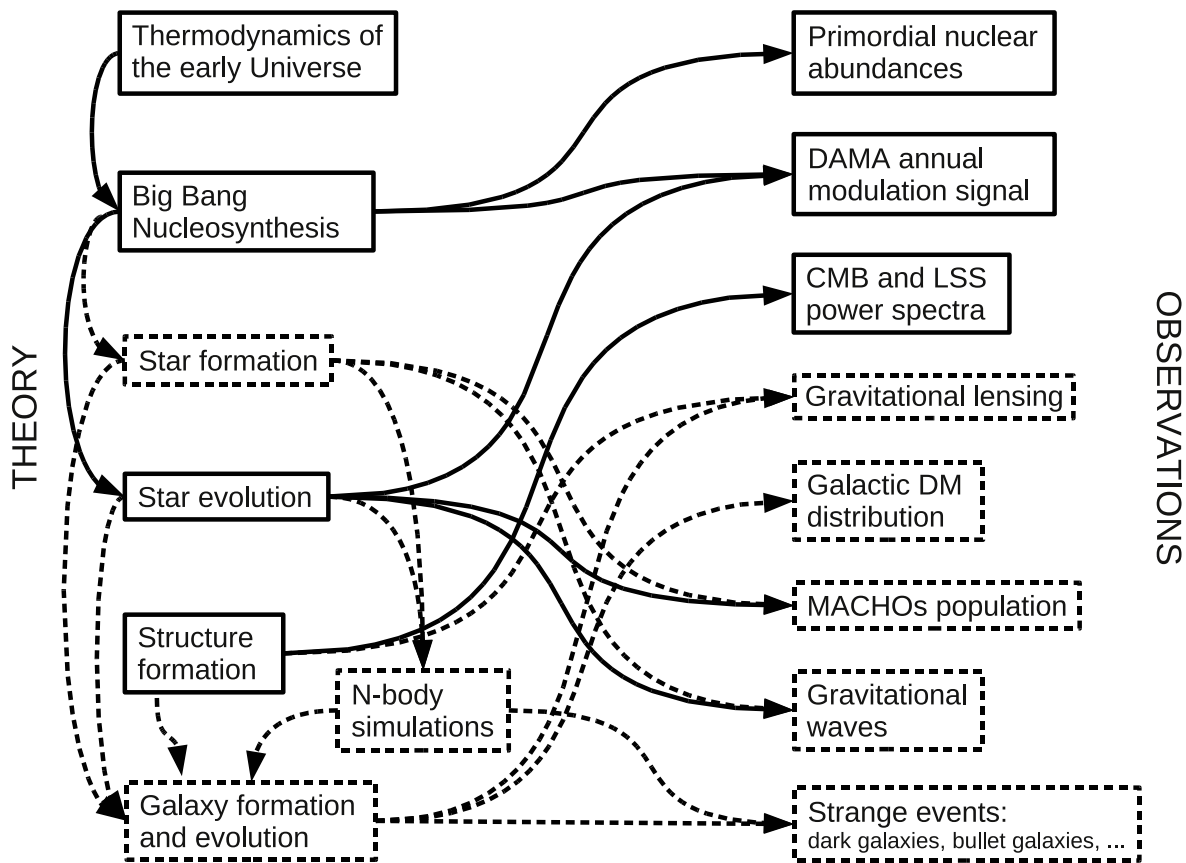 THEORY
Thermodynamics of
the early Universe
Big Bang
Nucleosynthesis
Star formation
Star evolution
Structure
formation
N-body
simulations
Galaxy formation
and evolution
Primordial nuclear
abundances
DAMA annual
modulation signal
CMB and LSS
power spectra
Gravitational lensing
Galactic DM
distribution
MACHOs population
Gravitational
waves
Strange events:
dark galaxies, bullet galaxies, ...
OBSERVATIONS